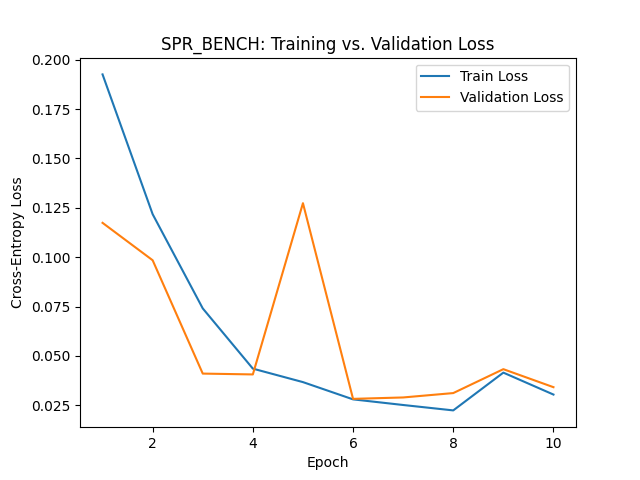 SPR_BENCH: Training vs. Validation Loss
Train Loss
Validation Loss
Cross-Entropy Loss
0.200
0.175
0.150
0.125
0.100
0.075
0.050
0.025
2
4
6
8
10
Epoch